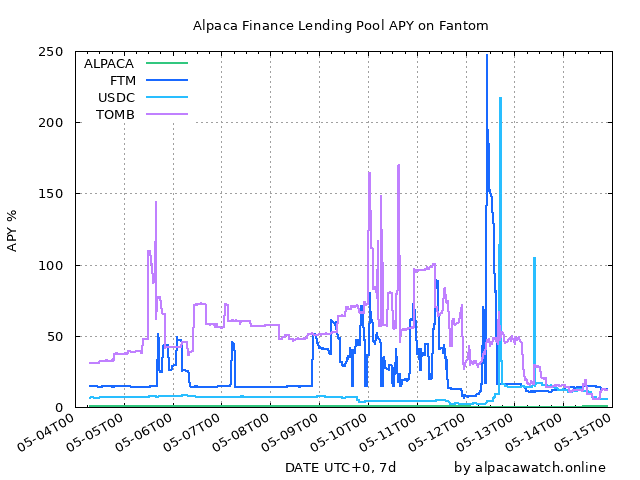 Alpaca Finance Lending Pool APY on Fantom
250
200
150
100
50
0
APY %
ALPACA
FTM
USDC
TOMB
05-04T00
05-05T00
05-06T00
05-07T00
05-08T00
05-09T00
05-10T00
05-11T00
05-12T00
05-13T00
05-14T00
05-15T00
DATE UTC+0, 7d
by alpacawatch.online